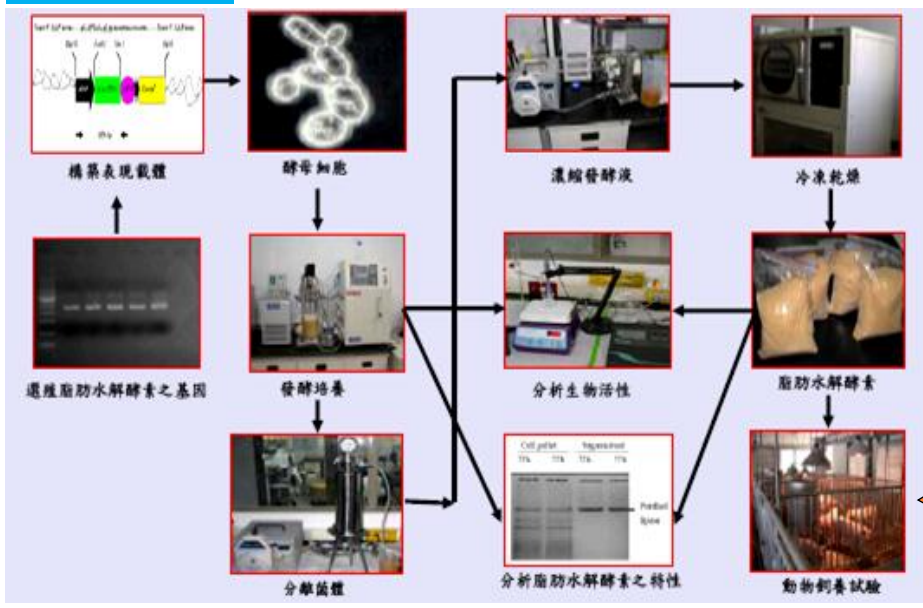 構築表現載體
酵母細胞
濃縮發酵液
冷凍乾燥
選殖脂肪水解酵素之基因
發酵培養
分析生物活性
脂肪水解酵素
Cell pellet
Supernatant
72h
72h
分離菌體
分析脂肪水解酵素之特性
動物飼養試驗